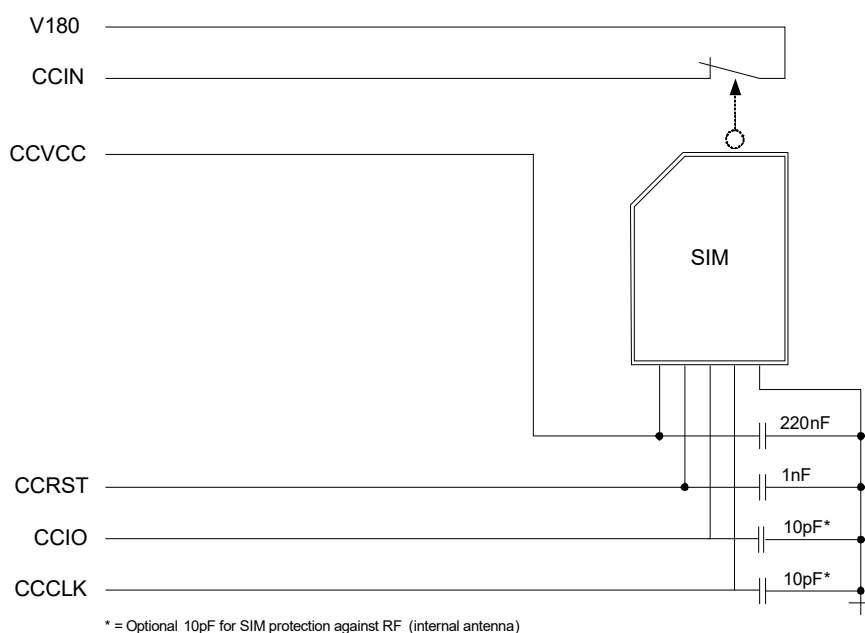 V180
CCIN
CCVCC
SIM
220nF
CCRST
1nF
CCIO
10pF*
CCCLK
10pF*
* = Optional 10pF for SIM protection against RF (internal antenna)